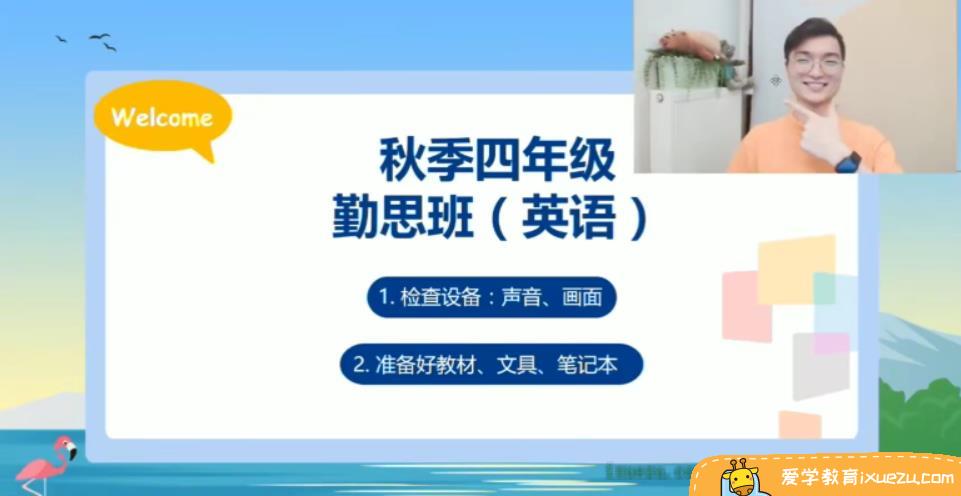 Welcome
秋季四年级
勤思班（英语）
1. 检查设备：声音、画面
2. 准备好教材、文具、笔记本
爱学教育ixuezu.com